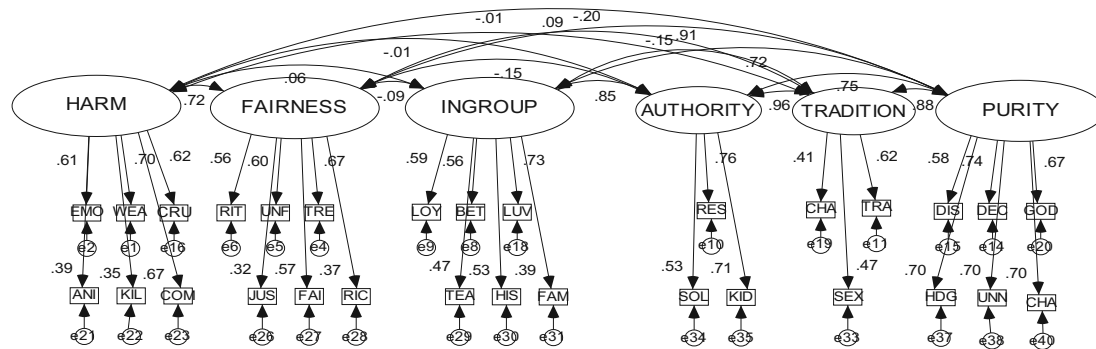 -.01 .09 -.20
-.01 -.15 .91
.06 -.15 .72 .75
HARM .72 FAIRNESS -.09 INGROUP .85 AUTHORITY .96 TRADITION .88 PURITY
.61 .70 .62 .56 .60 .67 .59 .56 .73 .76 .41 .62 .58 .74 .67
EMO WEA CRU RIT UNF TRE LOY BET LUV RES CHA TRA DIS DEC GOD
e2 e1 e16 e6 e5 e4 e9 e8 e18 e10 e19 e11 e15 e14 e20
.39 .35 .67 .32 .57 .37 .47 .53 .39 .53 .71 .47 .70 .70 .70
ANI KIL COM JUS FAI RIC TEA HIS FAM SOL KID SEX HDG UNN CHA
e21 e22 e23 e26 e27 e28 e29 e30 e31 e34 e35 e33 e37 e38 e40